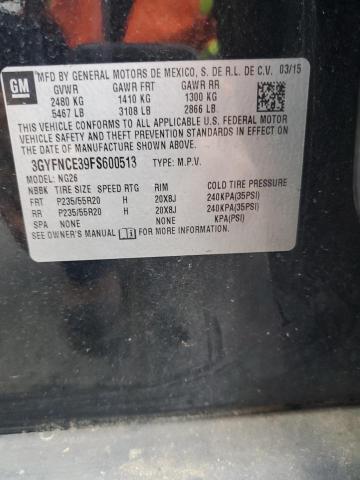 GM
MFD BY GENERAL MOTORS DE MEXICO, S. DE R.L. DE C.V. 03/15
GVWR GAWR FRT GAWR RR
2480 KG 1410 KG 1300 KG
5467 LB 3108 LB 2866 LB
THIS VEHICLE CONFORMS TO ALL APPLICABLE U.S. FEDERAL MOTOR
VEHICLE SAFETY AND THEFT PREVENTION STANDARDS IN EFFECT ON
THE DATE OF MANUFACTURE SHOWN ABOVE.
3GYFNCE39FS600513 TYPE: M.P.V.
NAME: NG26
NBBK TIRE SIZE SPEED RTG RIM COLD TIRE PRESSURE
FRT P235/55R20 H 20X8J 240KPA(35PSI)
RR P235/55R20 H 20X8J 240KPA(35PSI)
SPA NONE NONE KPA(PSI)
SEE OWNER'S MANUAL FOR MORE INFORMATION.